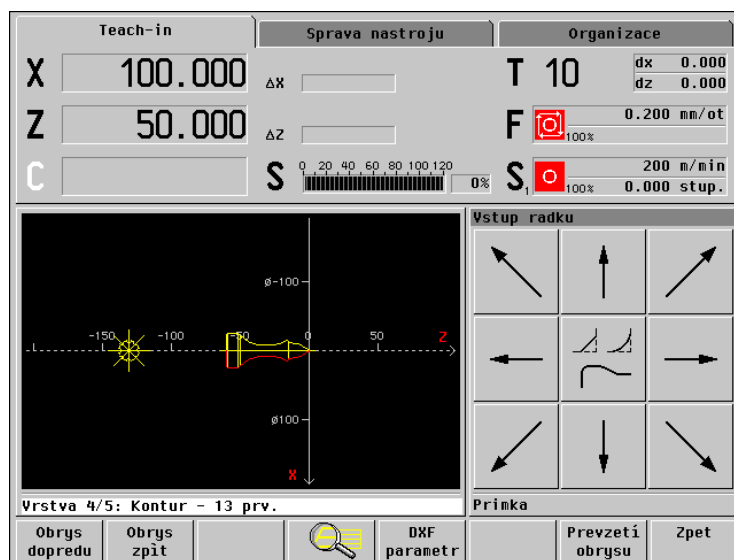 Teach-in
Sprava nastroju
Organizace
X 100.000 ΔX
T 10 dx 0.000
dz 0.000
Z 50.000 ΔZ
F 0.200 mm/ot
100%
C
S 0 20 40 60 80 100 120 0%
S1 200 m/min
100% 0.000 stup.
Vstup radku
ø-100
-150 -100 -50 0 50 Z
ø100
X
Vrstva 4/5: Kontur - 13 prv.
Primka
Obrys dopredu
Obrys zpit
DXF parametr
Prevzetí obrysu
Zpet